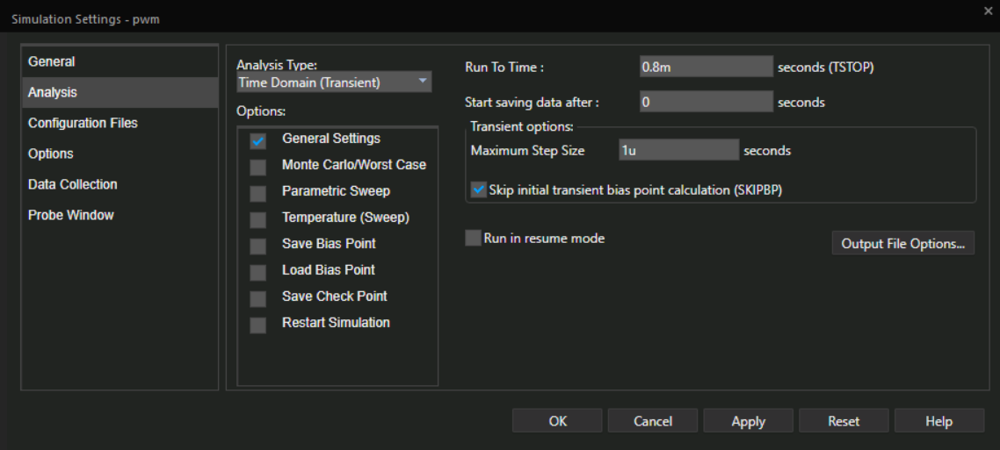 Simulation Settings - pwm
×
General
Analysis
Configuration Files
Options
Data Collection
Probe Window
Analysis Type:
Time Domain (Transient)
Options:
General Settings
Monte Carlo/Worst Case
Parametric Sweep
Temperature (Sweep)
Save Bias Point
Load Bias Point
Save Check Point
Restart Simulation
Run To Time : 0.8m seconds (TSTOP)
Start saving data after : 0 seconds
Transient options:
Maximum Step Size 1u seconds
Skip initial transient bias point calculation (SKIPBP)
Run in resume mode
Output File Options...
OK Cancel Apply Reset Help